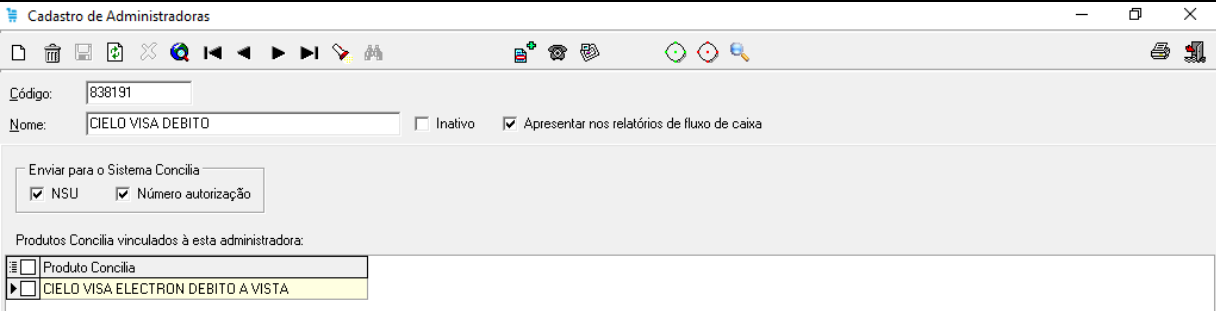 Cadastro de Administradoras
Código: 838191
Nome: CIELO VISA DEBITO Inativo Apresentar nos relatórios de fluxo de caixa
Enviar para o Sistema Concilia
NSU Número autorização
Produtos Concilia vinculados à esta administradora:
Produto Concilia
CIELO VISA ELECTRON DEBITO A VISTA